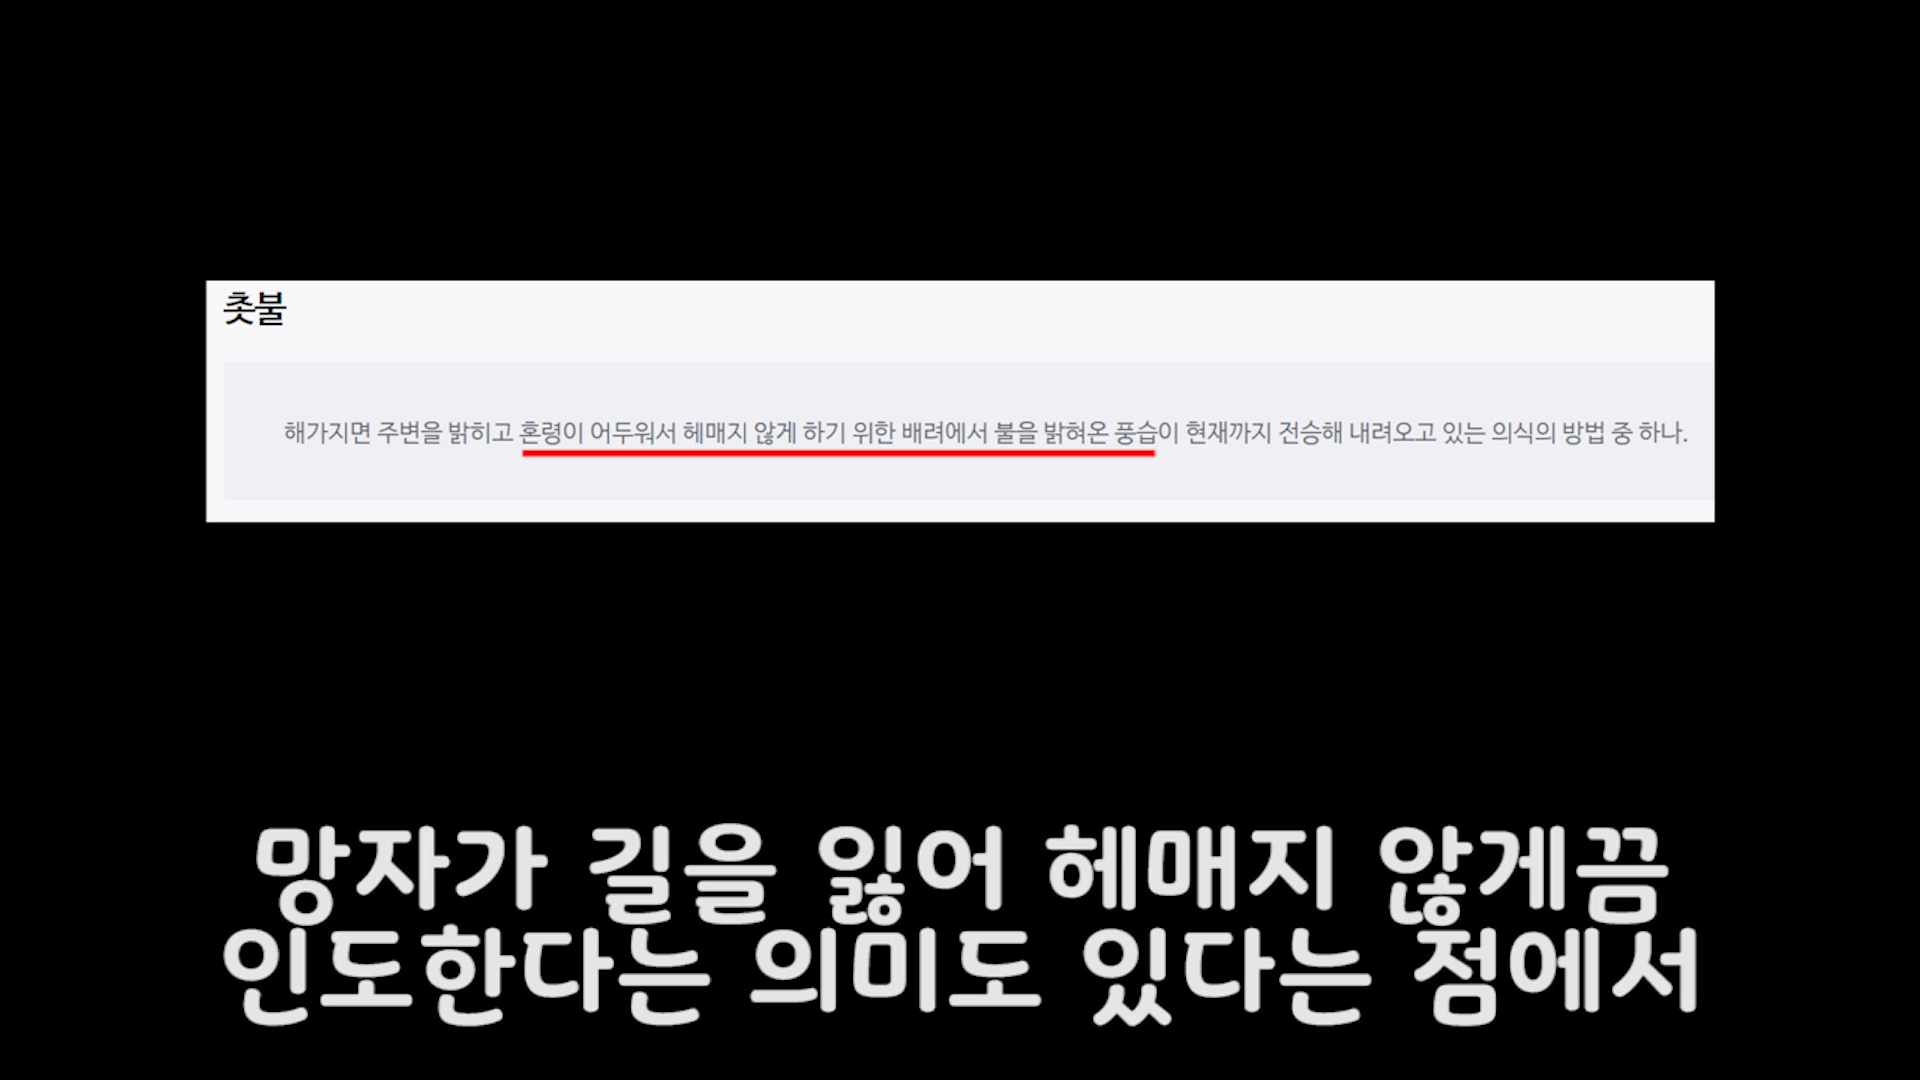 촛불
해가지면 주변을 밝히고 혼령이 어두워서 헤매지 않게 하기 위한 배려에서 불을 밝혀온 풍습이 현재까지 전승해 내려오고 있는 의식의 방법 중 하나.
망자가 길을 잃어 헤매지 않게끔
인도한다는 의미도 있다는 점에서